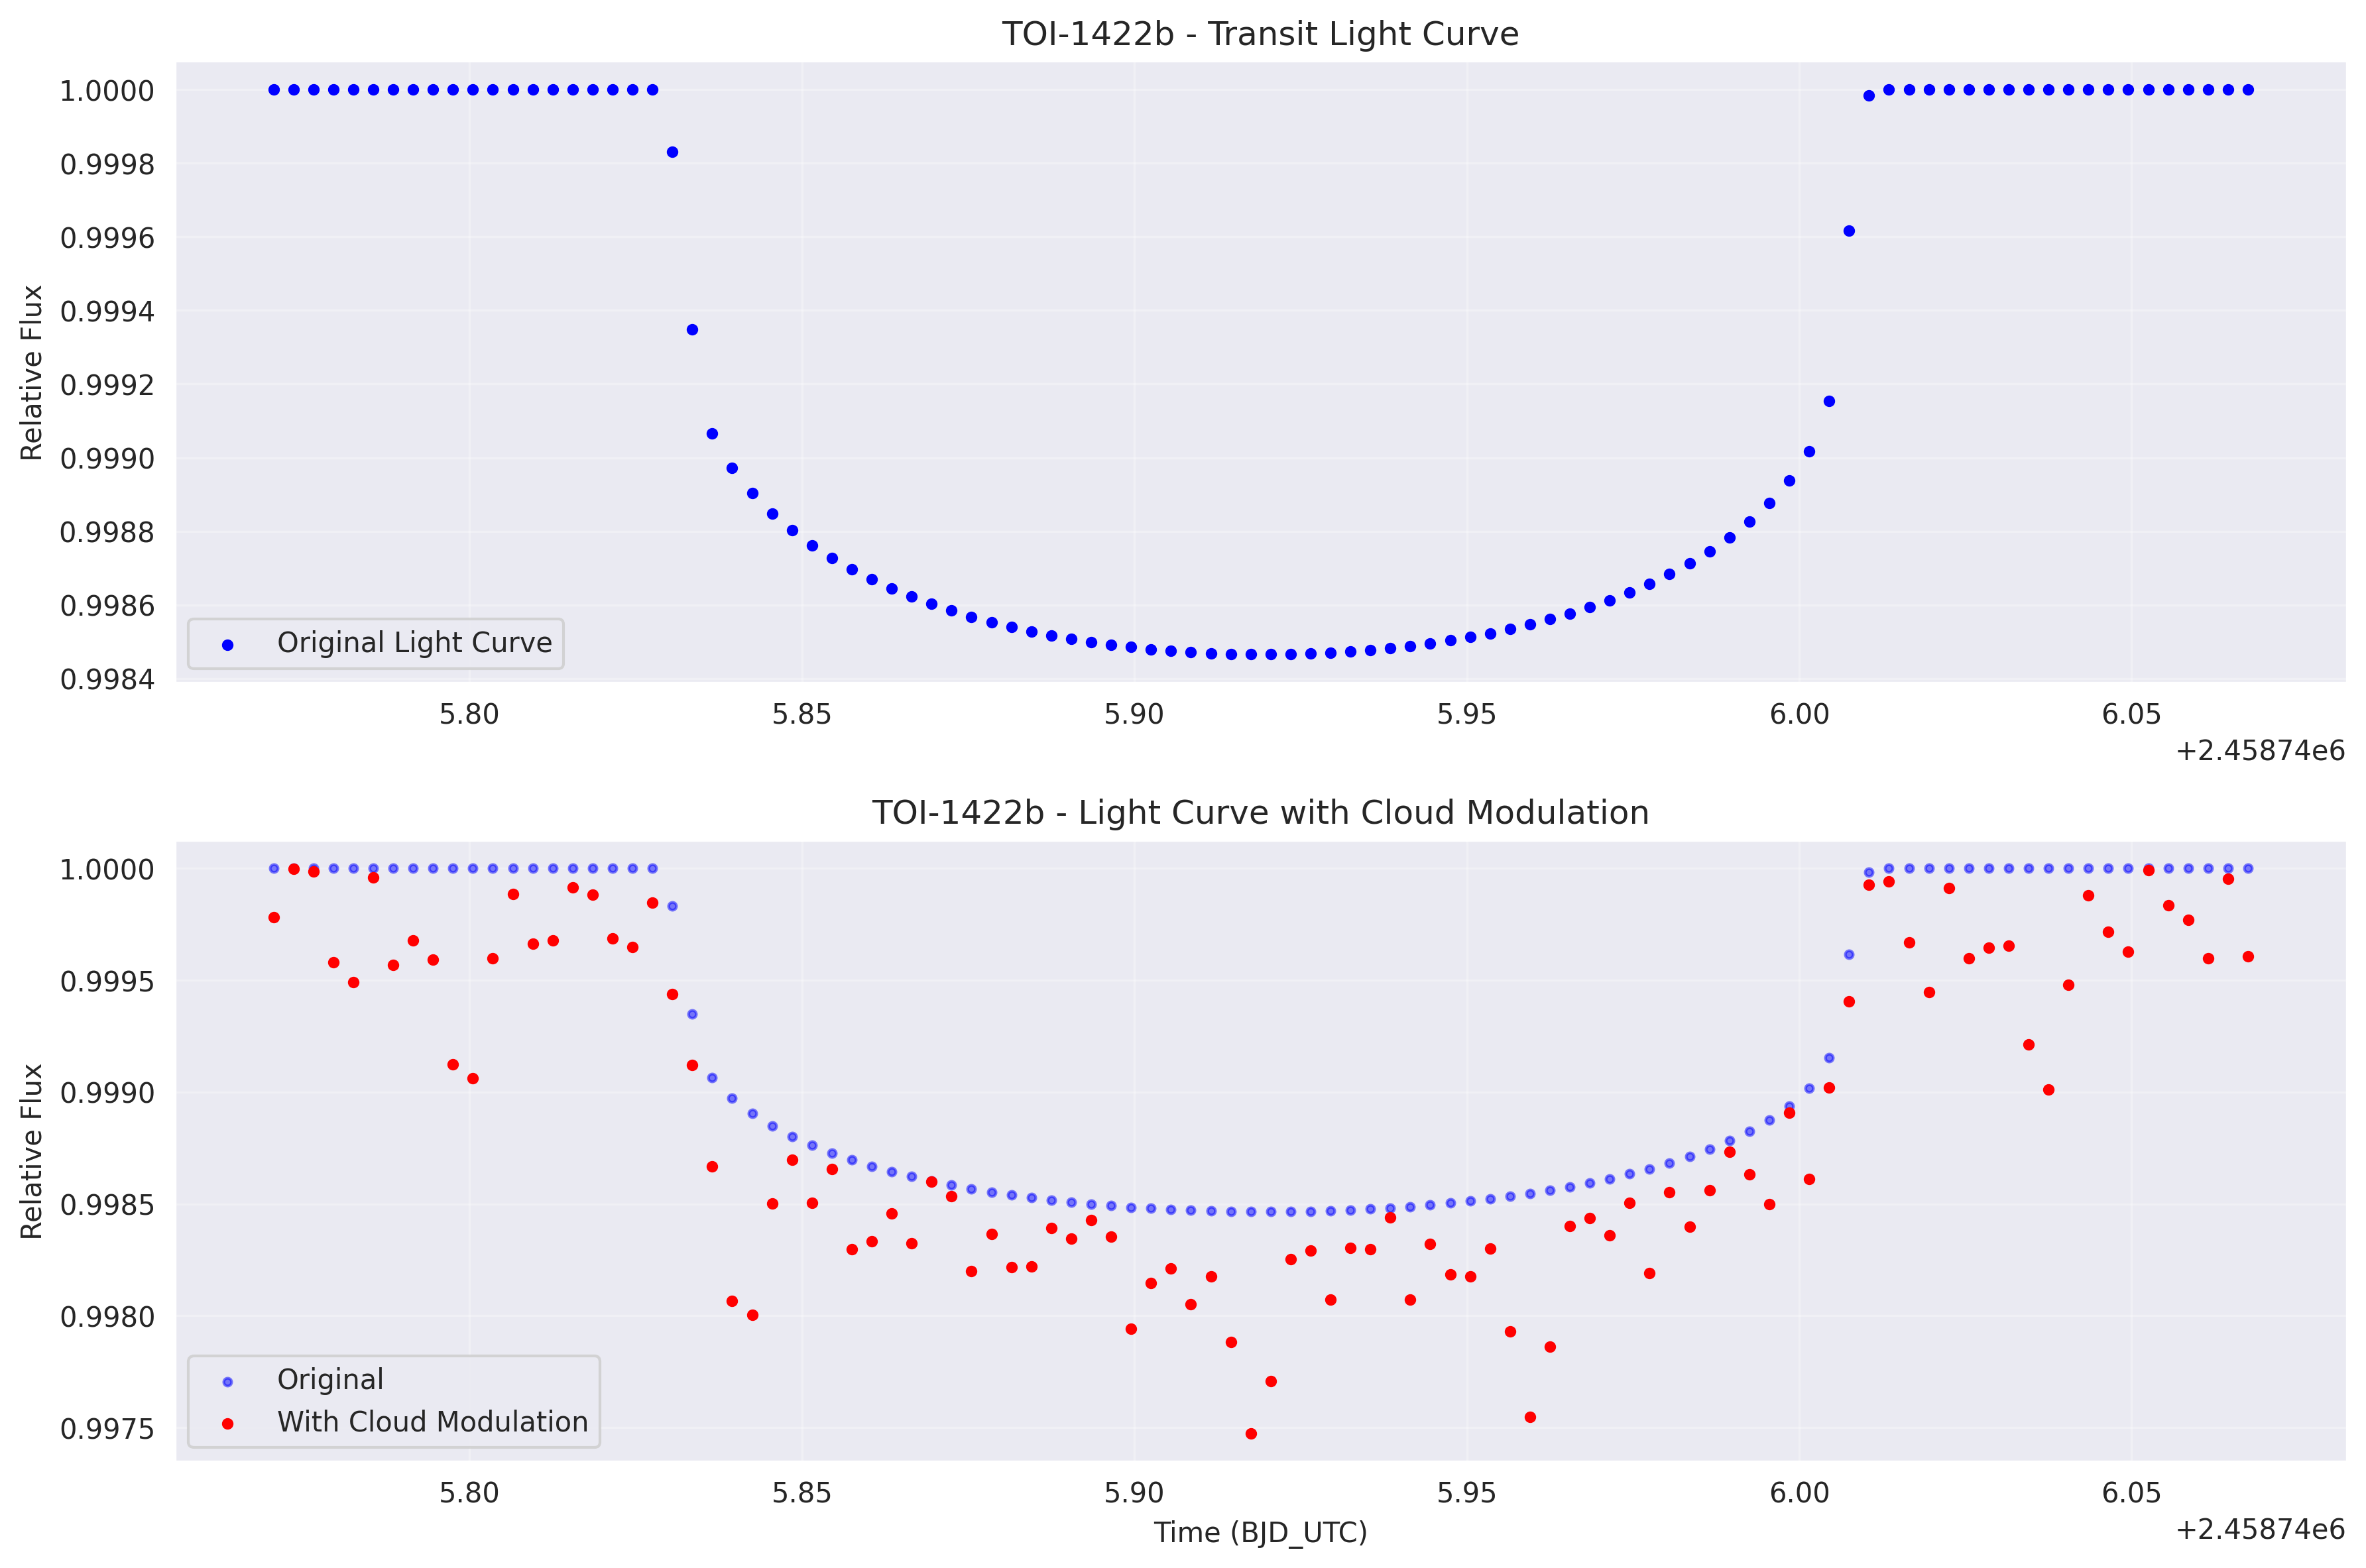 TOI-1422b - Transit Light Curve
Relative Flux
1.0000
0.9998
0.9996
0.9994
0.9992
0.9990
0.9988
0.9986
0.9984
Original Light Curve
5.80 5.85 5.90 5.95 6.00 6.05
+2.45874e6
TOI-1422b - Light Curve with Cloud Modulation
Relative Flux
1.0000
0.9995
0.9990
0.9985
0.9980
0.9975
Original
With Cloud Modulation
5.80 5.85 5.90 5.95 6.00 6.05
Time (BJD_UTC)
+2.45874e6